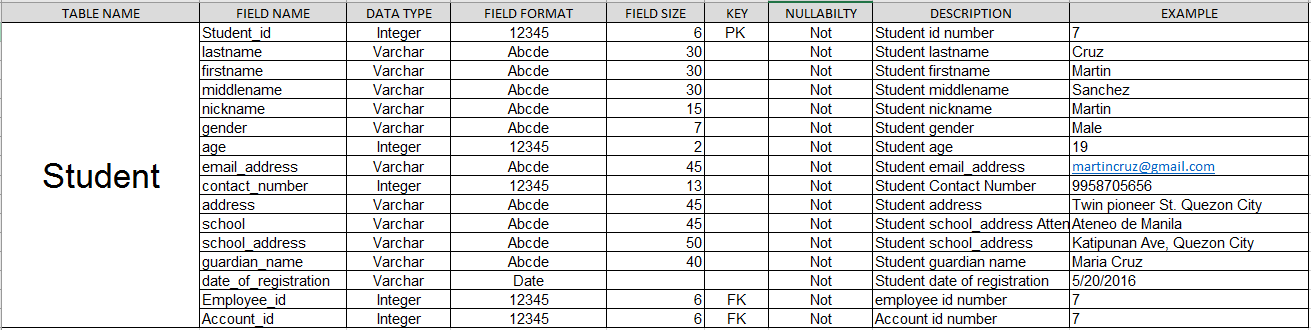 TABLE NAME FIELD NAME DATA TYPE FIELD FORMAT FIELD SIZE KEY NULLABILTY DESCRIPTION EXAMPLE
Student
Student_id Integer 12345 6 PK Not Student id number 7
lastname Varchar Abcde 30 Not Student lastname Cruz
firstname Varchar Abcde 30 Not Student firstname Martin
middlename Varchar Abcde 30 Not Student middlename Sanchez
nickname Varchar Abcde 15 Not Student nickname Martin
gender Varchar Abcde 7 Not Student gender Male
age Integer 12345 2 Not Student age 19
email_address Varchar Abcde 45 Not Student email_address martincruz@gmail.com
contact_number Integer 12345 13 Not Student Contact Number 9958705656
address Varchar Abcde 45 Not Student address Twin pioneer St. Quezon City
school Varchar Abcde 45 Not Student school_address Atten Ateneo de Manila
school_address Varchar Abcde 50 Not Student school_address Katipunan Ave, Quezon City
guardian_name Varchar Abcde 40 Not Student guardian name Maria Cruz
date_of_registration Varchar Date Not Student date of registration 5/20/2016
Employee_id Integer 12345 6 FK Not employee id number 7
Account_id Integer 12345 6 FK Not Account id number 7